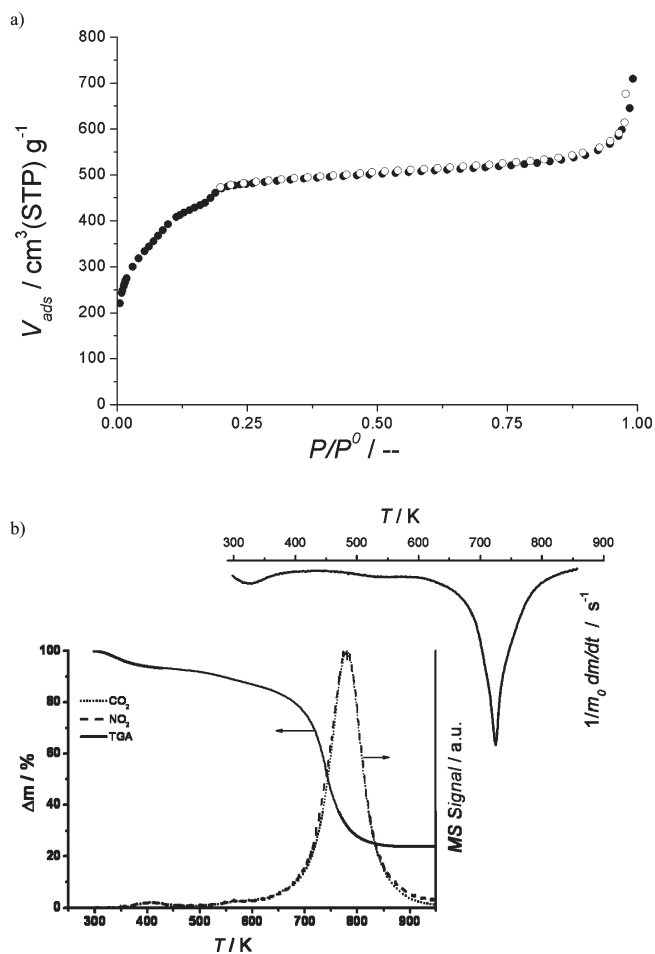 a)
800
700
600
500
400
300
200
100
0
V_ads / cm³(STP) g⁻¹
0.00 0.25 0.50 0.75 1.00
P/P⁰ / --
b)
T / K
300 400 500 600 700 800 900
1/m₀ dm/dt / s⁻¹
100
80
60
40
20
0
Δm / %
CO₂
NO₂
TGA
MS Signal / a.u.
300 400 500 600 700 800 900
T / K